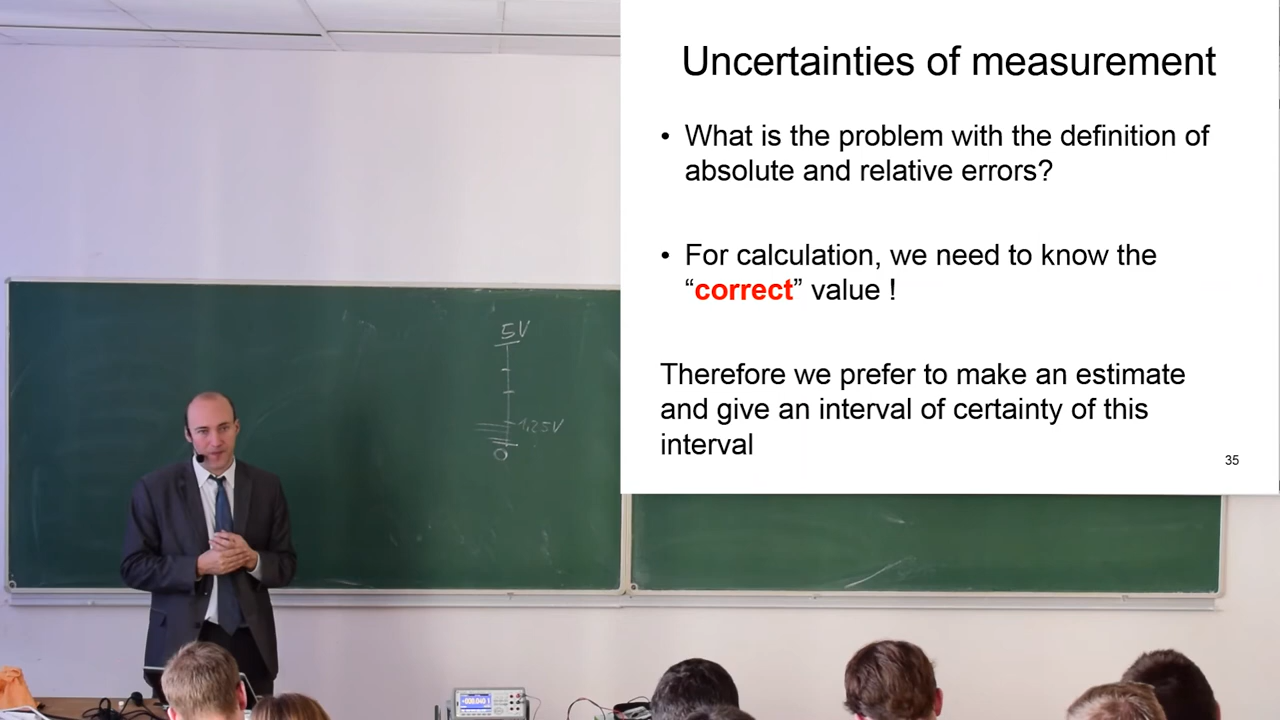 Uncertainties of measurement
• What is the problem with the definition of
absolute and relative errors?
• For calculation, we need to know the
“correct” value !
Therefore we prefer to make an estimate
and give an interval of certainty of this
interval
35
5V
1.25V
0